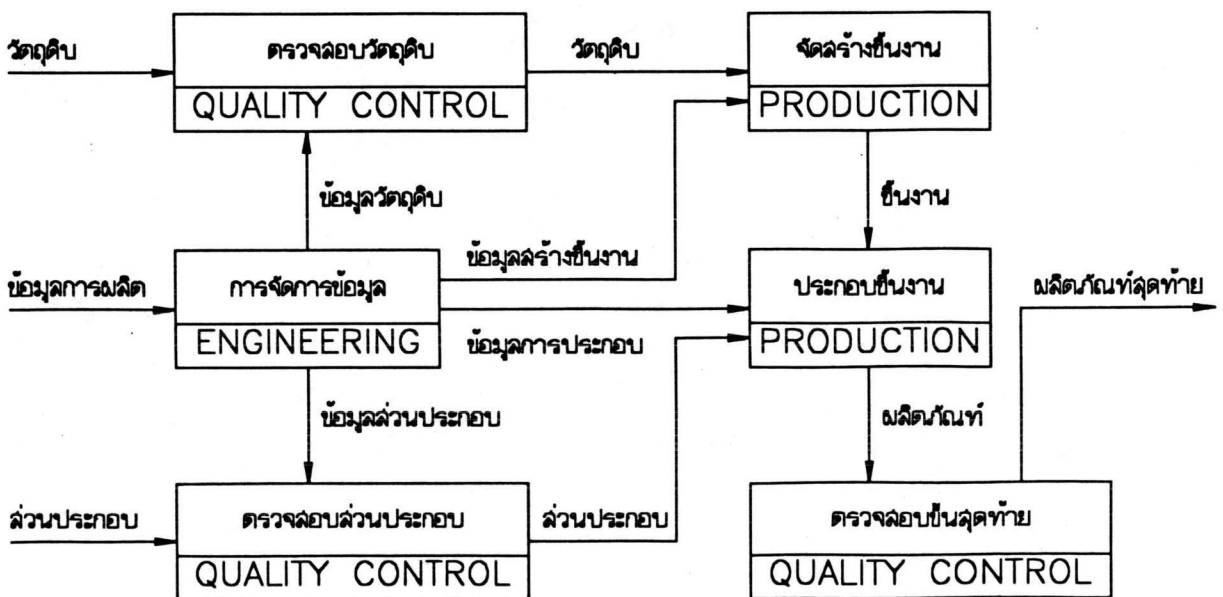 วัตถุดิบ
ตรวจสอบวัตถุดิบ
QUALITY CONTROL
วัตถุดิบ
จัดสร้างชิ้นงาน
PRODUCTION
ข้อมูลวัตถุดิบ
ชิ้นงาน
ข้อมูลการผลิต
การจัดการข้อมูล
ENGINEERING
ข้อมูลสร้างชิ้นงาน
ข้อมูลการประกอบ
ประกอบชิ้นงาน
PRODUCTION
ผลิตภัณฑ์สุดท้าย
ข้อมูลส่วนประกอบ
ผลิตภัณฑ์
ส่วนประกอบ
ตรวจสอบส่วนประกอบ
QUALITY CONTROL
ส่วนประกอบ
ตรวจสอบขั้นสุดท้าย
QUALITY CONTROL